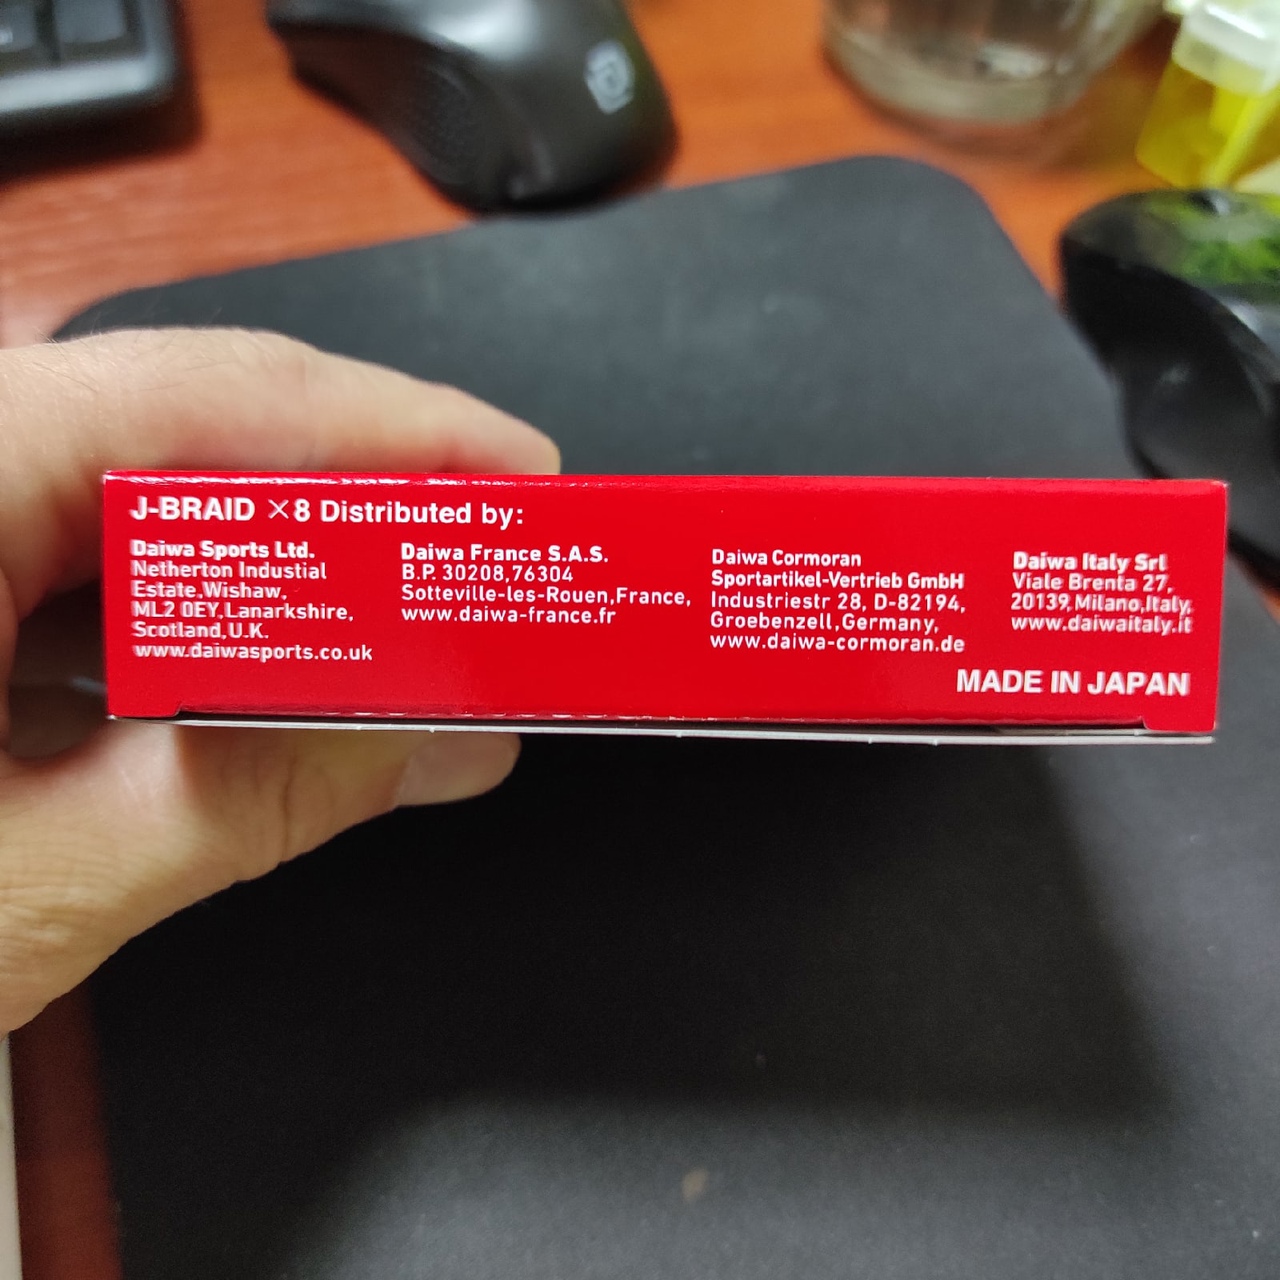 J-BRAID ×8 Distributed by:
Daiwa Sports Ltd.
Netherton Industial
Estate,Wishaw,
ML2 0EY,Lanarkshire,
Scotland,U.K.
www.daiwasports.co.uk
Daiwa France S.A.S.
B.P. 30208,76304
Sotteville-les-Rouen,France,
www.daiwa-france.fr
Daiwa Cormoran
Sportartikel-Vertrieb GmbH
Industriestr 28, D-82194,
Groebenzell,Germany,
www.daiwa-cormoran.de
Daiwa Italy Srl
Viale Brenta 27,
20139,Milano,Italy,
www.daiwaitaly.it
MADE IN JAPAN